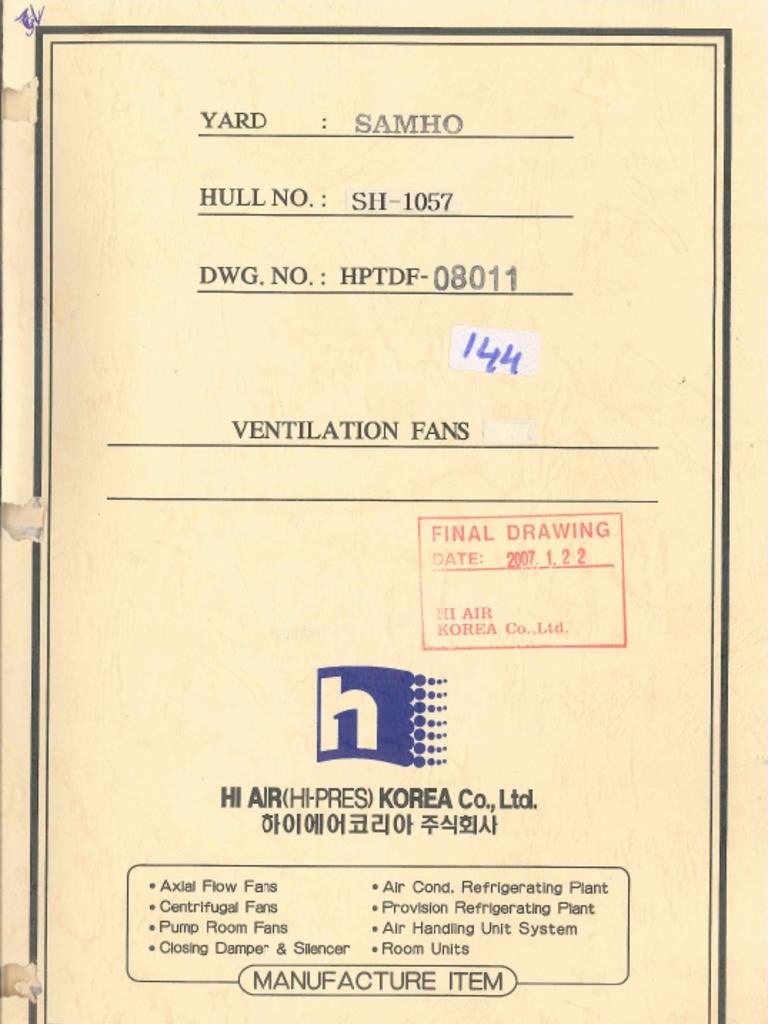 YARD : SAMHO
HULL NO. : SH-1057
DWG. NO. : HPTDF-08011
144
VENTILATION FANS
FINAL DRAWING
DATE: 2007. 1. 2 2
HI AIR
KOREA Co.,Ltd.
h
HI AIR(HI-PRES) KOREA Co., Ltd.
하이에어코리아 주식회사
• Axial Flow Fans
• Centrifugal Fans
• Pump Room Fans
• Closing Damper & Silencer
• Air Cond. Refrigerating Plant
• Provision Refrigerating Plant
• Air Handling Unit System
• Room Units
MANUFACTURE ITEM